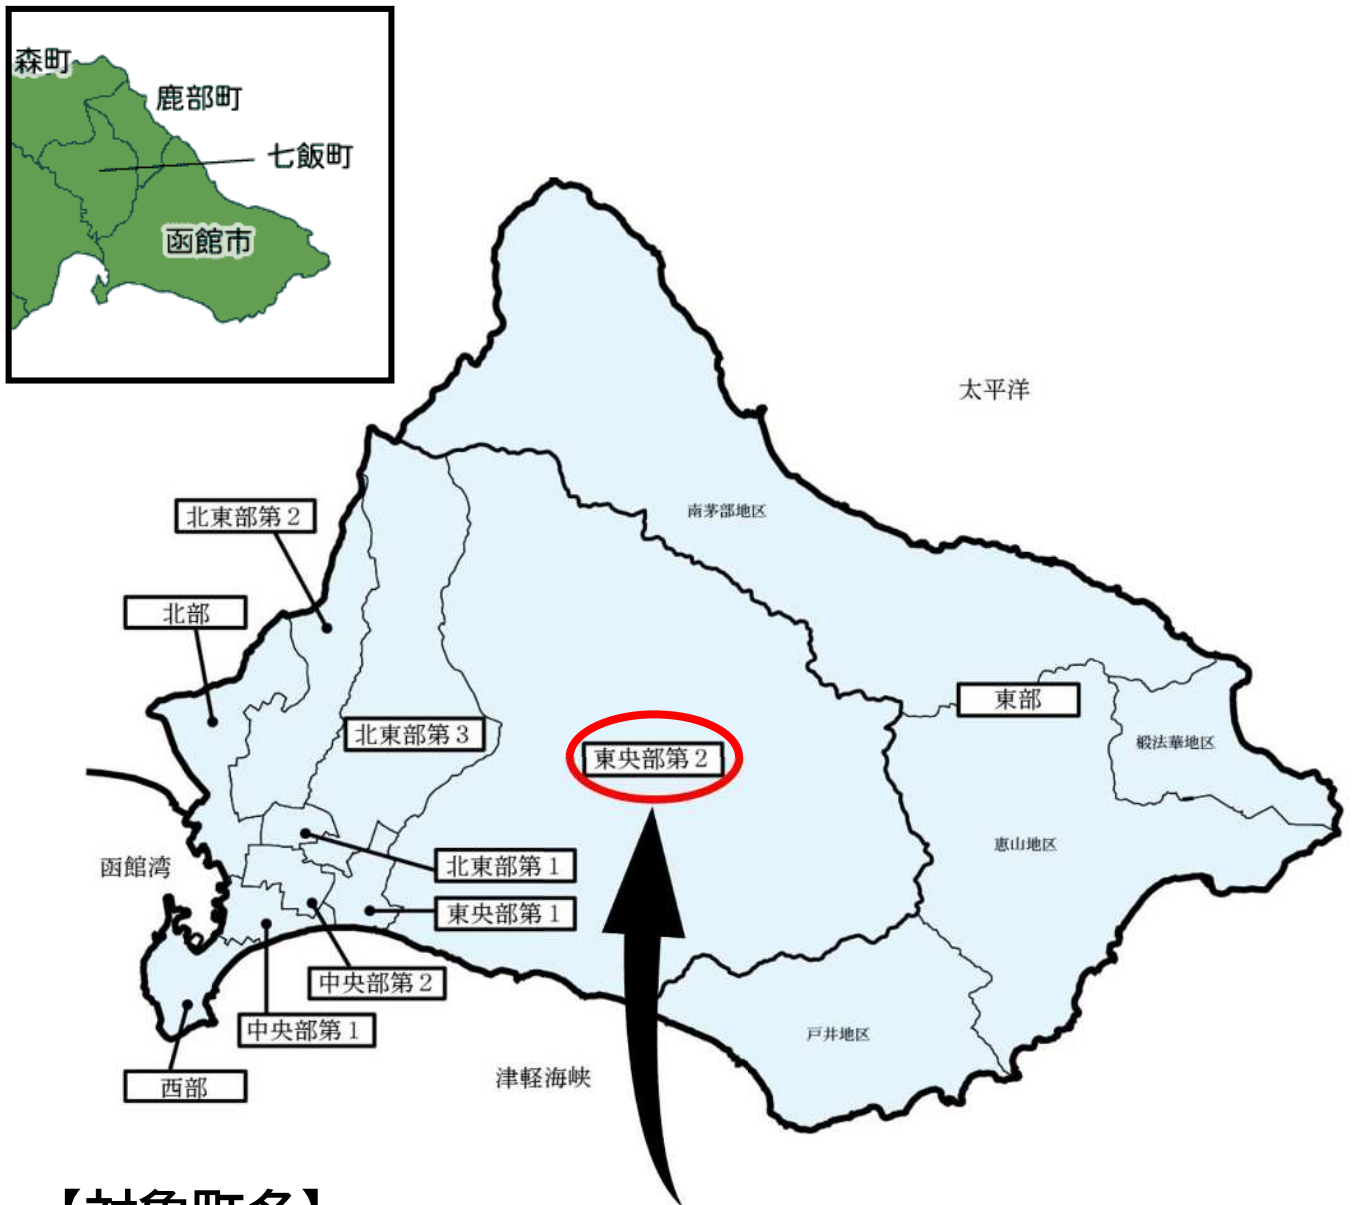 森町
鹿部町
七飯町
函館市
太平洋
南茅部地区
北東部第2
北部
東部
北東部第3
椴法華地区
東央部第2
恵山地区
函館湾
北東部第1
東央部第1
中央部第2
中央部第1
戸井地区
西部
津軽海峡
【対象町名】